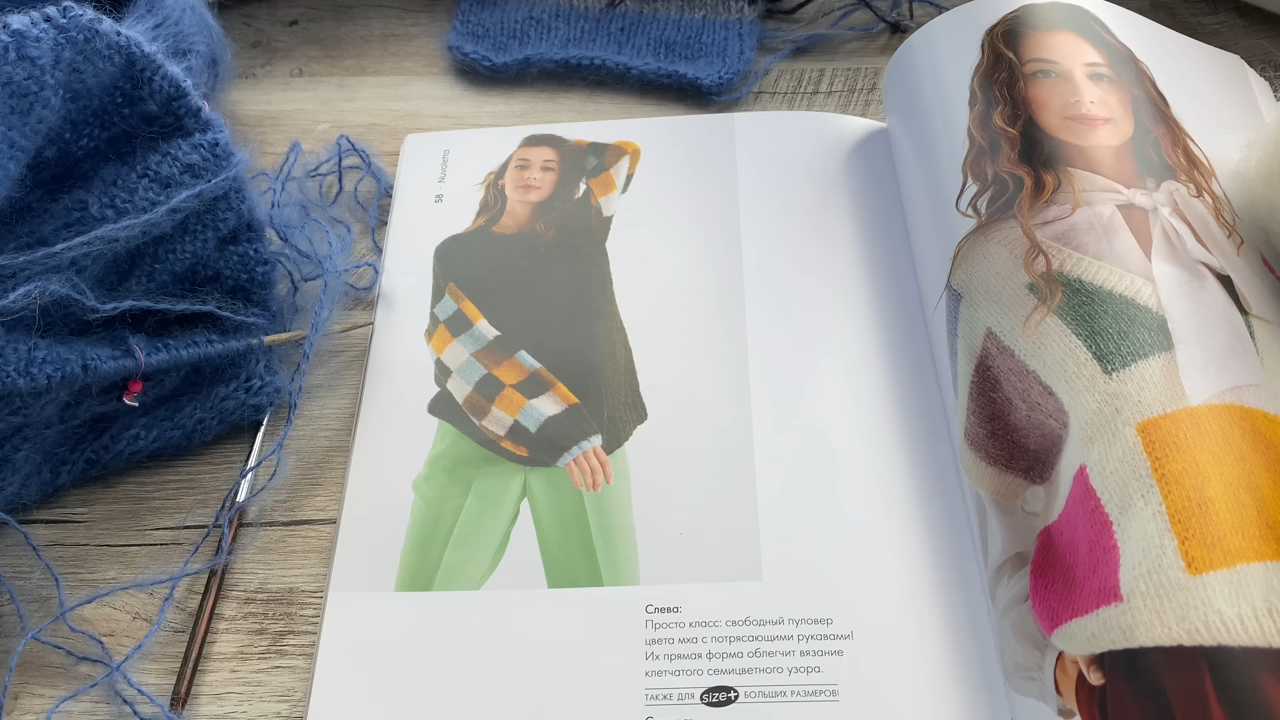 58 · Nuvoletta
Слева:
Просто класс: свободный пуловер
цвета мха с потрясающими рукавами!
Их прямая форма облегчит вязание
клетчатого семицветного узора.
ТАКЖЕ ДЛЯ size+ БОЛЬШИХ РАЗМЕРОВ!